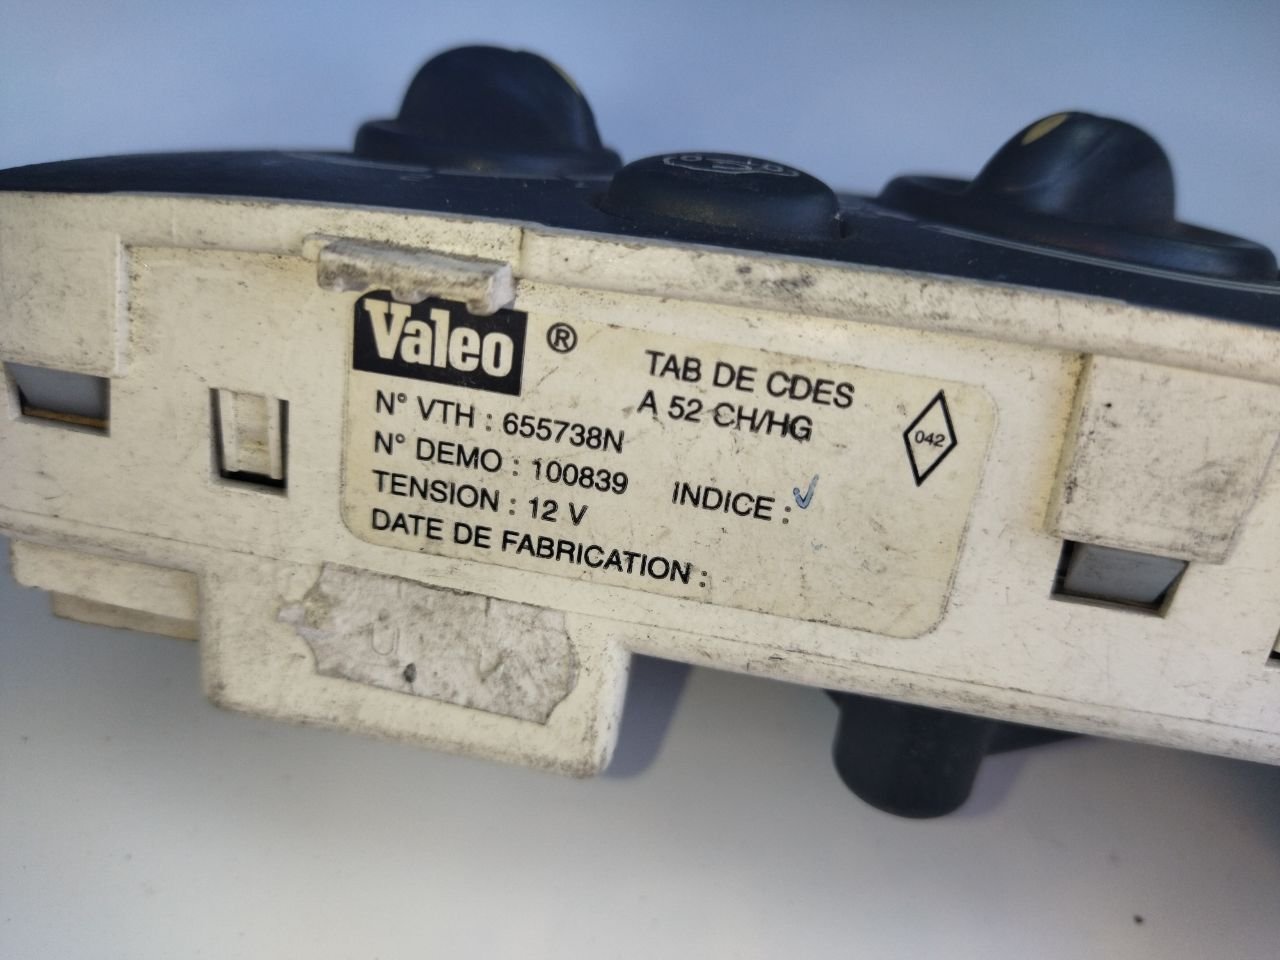 Valeo ®
TAB DE CDES
A 52 CH/HG
042
N° VTH : 655738N
N° DEMO : 100839
INDICE :
TENSION : 12 V
DATE DE FABRICATION :